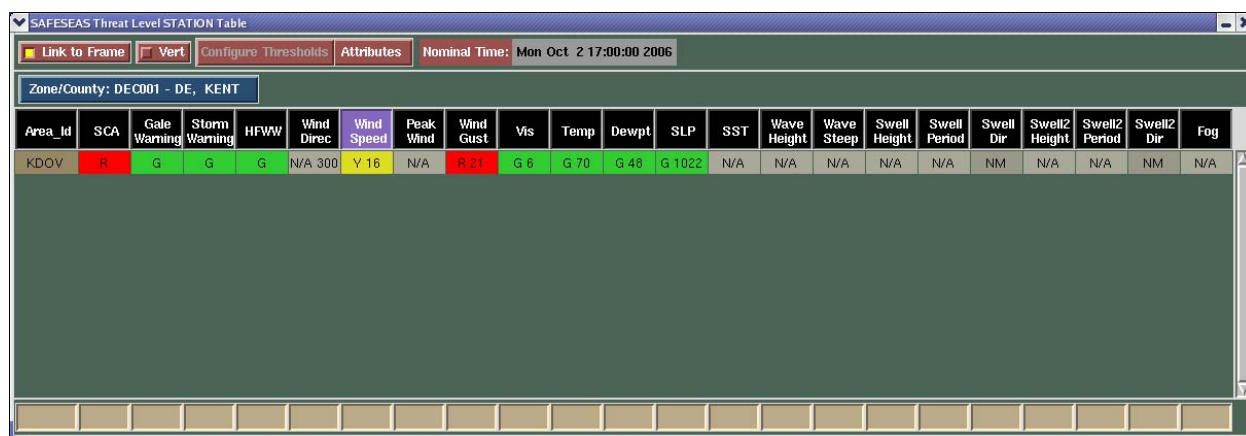 SAFESEAS Threat Level STATION Table
Link to Frame Vert Configure Thresholds Attributes Nominal Time: Mon Oct 2 17:00:00 2006
Zone/County: DEC001 - DE, KENT
Area_Id SCA Gale Warning Storm Warning HFWW Wind Direc Wind Speed Peak Wind Wind Gust Vis Temp Dewpt SLP SST Wave Height Wave Steep Swell Height Swell Period Swell Dir Swell2 Height Swell2 Period Swell2 Dir Fog
KDOV R G G G N/A 300 Y 16 N/A R 21 G 6 G 70 G 48 G 1022 N/A N/A N/A N/A N/A NM N/A N/A NM N/A